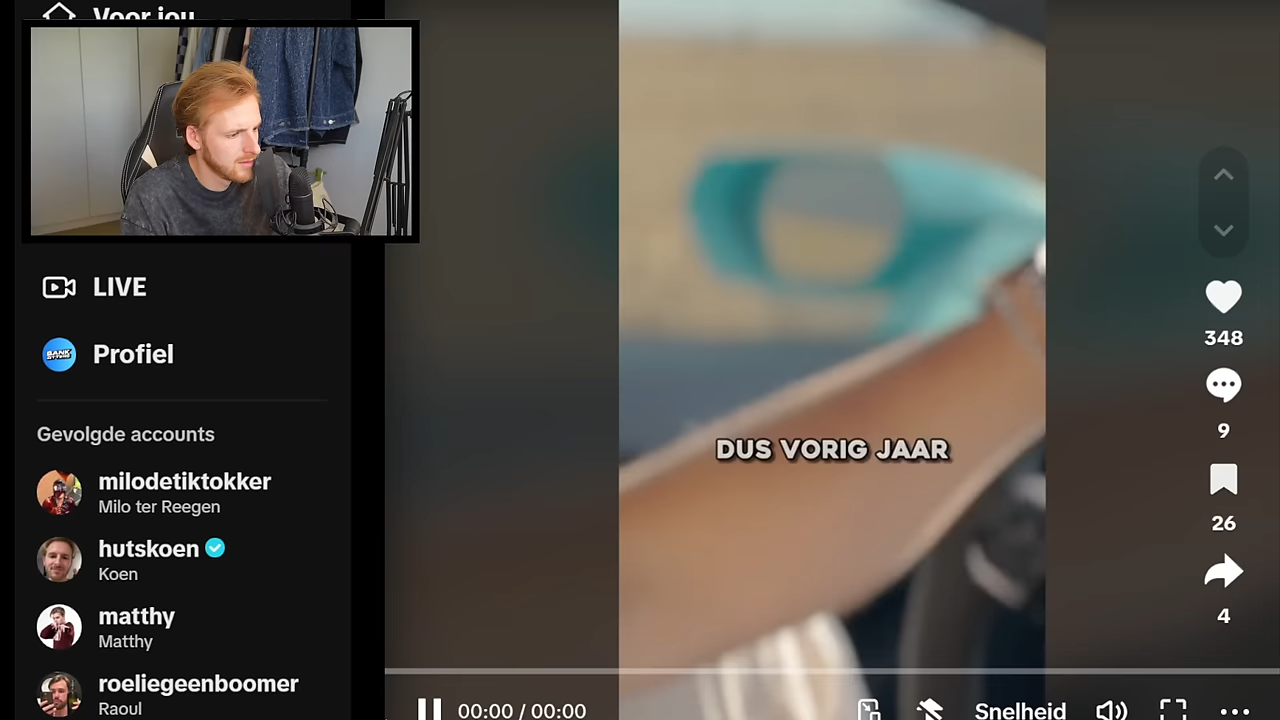 Voor jou
LIVE
Profiel
Gevolgde accounts
milodetiktokker
Milo ter Reegen
hutskoen
Koen
matthy
Matthy
roeliegeenboomer
Raoul
DUS VORIG JAAR
348
9
26
4
00:00 / 00:00
Snelheid